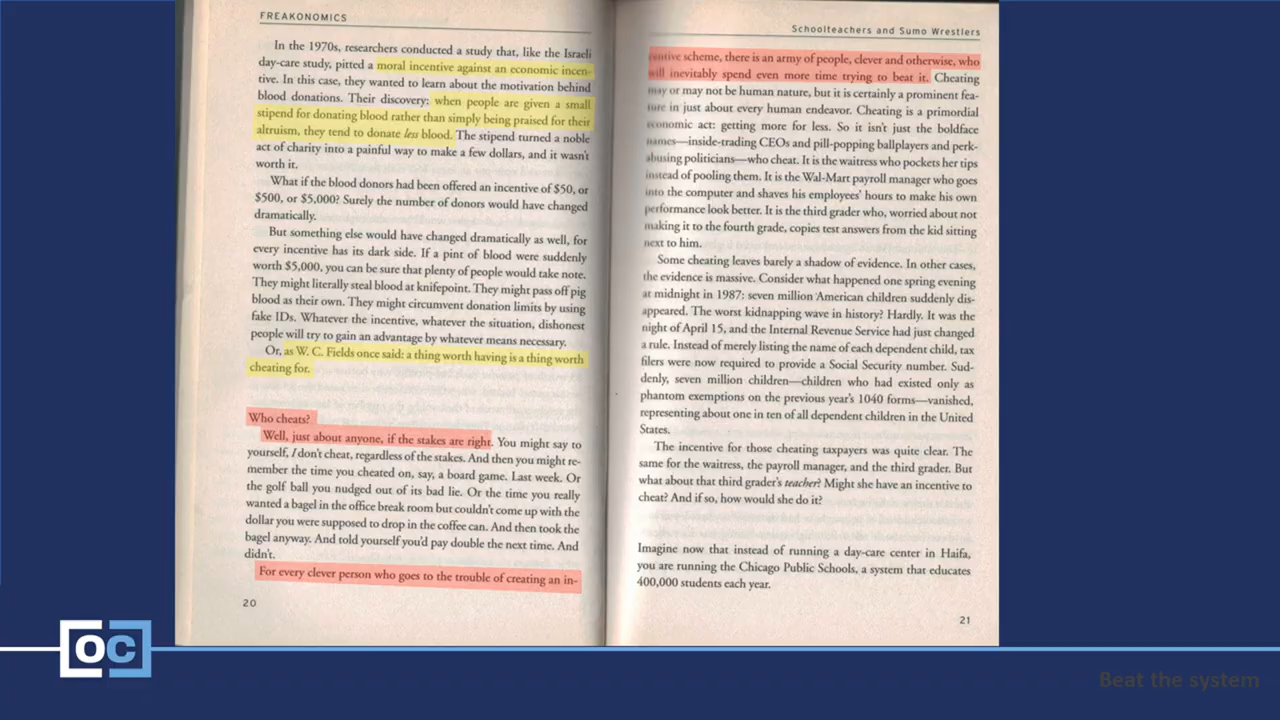 FREAKONOMICS
In the 1970s, researchers conducted a study that, like the Israeli
day-care study, pitted a moral incentive against an economic incen-
tive. In this case, they wanted to learn about the motivation behind
blood donations. Their discovery: when people are given a small
stipend for donating blood rather than simply being praised for their
altruism, they tend to donate less blood. The stipend turned a noble
act of charity into a painful way to make a few dollars, and it wasn't
worth it.
What if the blood donors had been offered an incentive of $50, or
$500, or $5,000? Surely the number of donors would have changed
dramatically.
But something else would have changed dramatically as well, for
every incentive has its dark side. If a pint of blood were suddenly
worth $5,000, you can be sure that plenty of people would take note.
They might literally steal blood at knifepoint. They might pass off pig
blood as their own. They might circumvent donation limits by using
fake IDs. Whatever the incentive, whatever the situation, dishonest
people will try to gain an advantage by whatever means necessary.
Or, as W. C. Fields once said: a thing worth having is a thing worth
cheating for.
Who cheats?
Well, just about anyone, if the stakes are right. You might say to
yourself, I don't cheat, regardless of the stakes. And then you might re-
member the time you cheated on, say, a board game. Last week. Or
the golf ball you nudged out of its bad lie. Or the time you really
wanted a bagel in the office break room but couldn't come up with the
dollar you were supposed to drop in the coffee can. And then took the
bagel anyway. And told yourself you'd pay double the next time. And
didn't.
For every clever person who goes to the trouble of creating an in-
20
Schoolteachers and Sumo Wrestlers
centive scheme, there is an army of people, clever and otherwise, who
will inevitably spend even more time trying to beat it. Cheating
may or may not be human nature, but it is certainly a prominent fea-
ture in just about every human endeavor. Cheating is a primordial
economic act: getting more for less. So it isn't just the boldface
names—inside-trading CEOs and pill-popping ballplayers and perk-
abusing politicians—who cheat. It is the waitress who pockets her tips
instead of pooling them. It is the Wal-Mart payroll manager who goes
into the computer and shaves his employees' hours to make his own
performance look better. It is the third grader who, worried about not
making it to the fourth grade, copies test answers from the kid sitting
next to him.
Some cheating leaves barely a shadow of evidence. In other cases,
the evidence is massive. Consider what happened one spring evening
at midnight in 1987: seven million American children suddenly dis-
appeared. The worst kidnapping wave in history? Hardly. It was the
night of April 15, and the Internal Revenue Service had just changed
a rule. Instead of merely listing the name of each dependent child, tax
filers were now required to provide a Social Security number. Sud-
denly, seven million children—children who had existed only as
phantom exemptions on the previous year's 1040 forms—vanished,
representing about one in ten of all dependent children in the United
States.
The incentive for those cheating taxpayers was quite clear. The
same for the waitress, the payroll manager, and the third grader. But
what about that third grader's teacher? Might she have an incentive to
cheat? And if so, how would she do it?
Imagine now that instead of running a day-care center in Haifa,
you are running the Chicago Public Schools, a system that educates
400,000 students each year.
21
OC
Beat the system